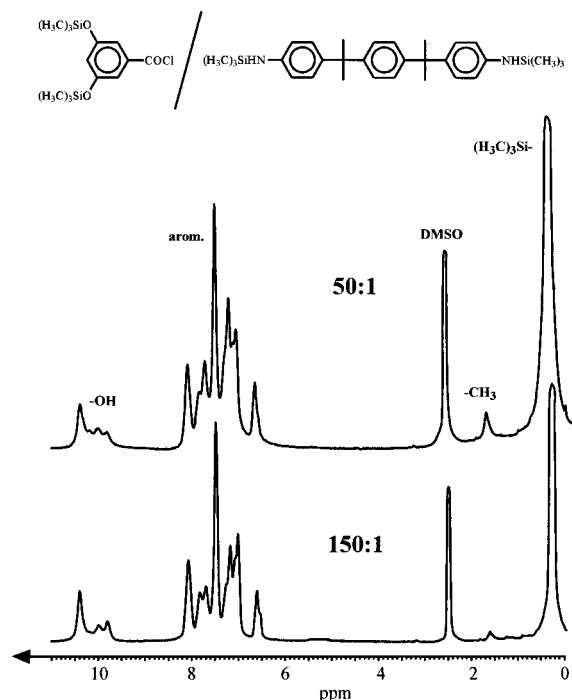 (H₃C)₃SiO
COCl
(H₃C)₃SiO
(H₃C)₃SiHN
NHSi(CH₃)₃
(H₃C)₃Si-
arom.
DMSO
50:1
-OH
-CH₃
150:1
10 8 6 4 2 0
ppm